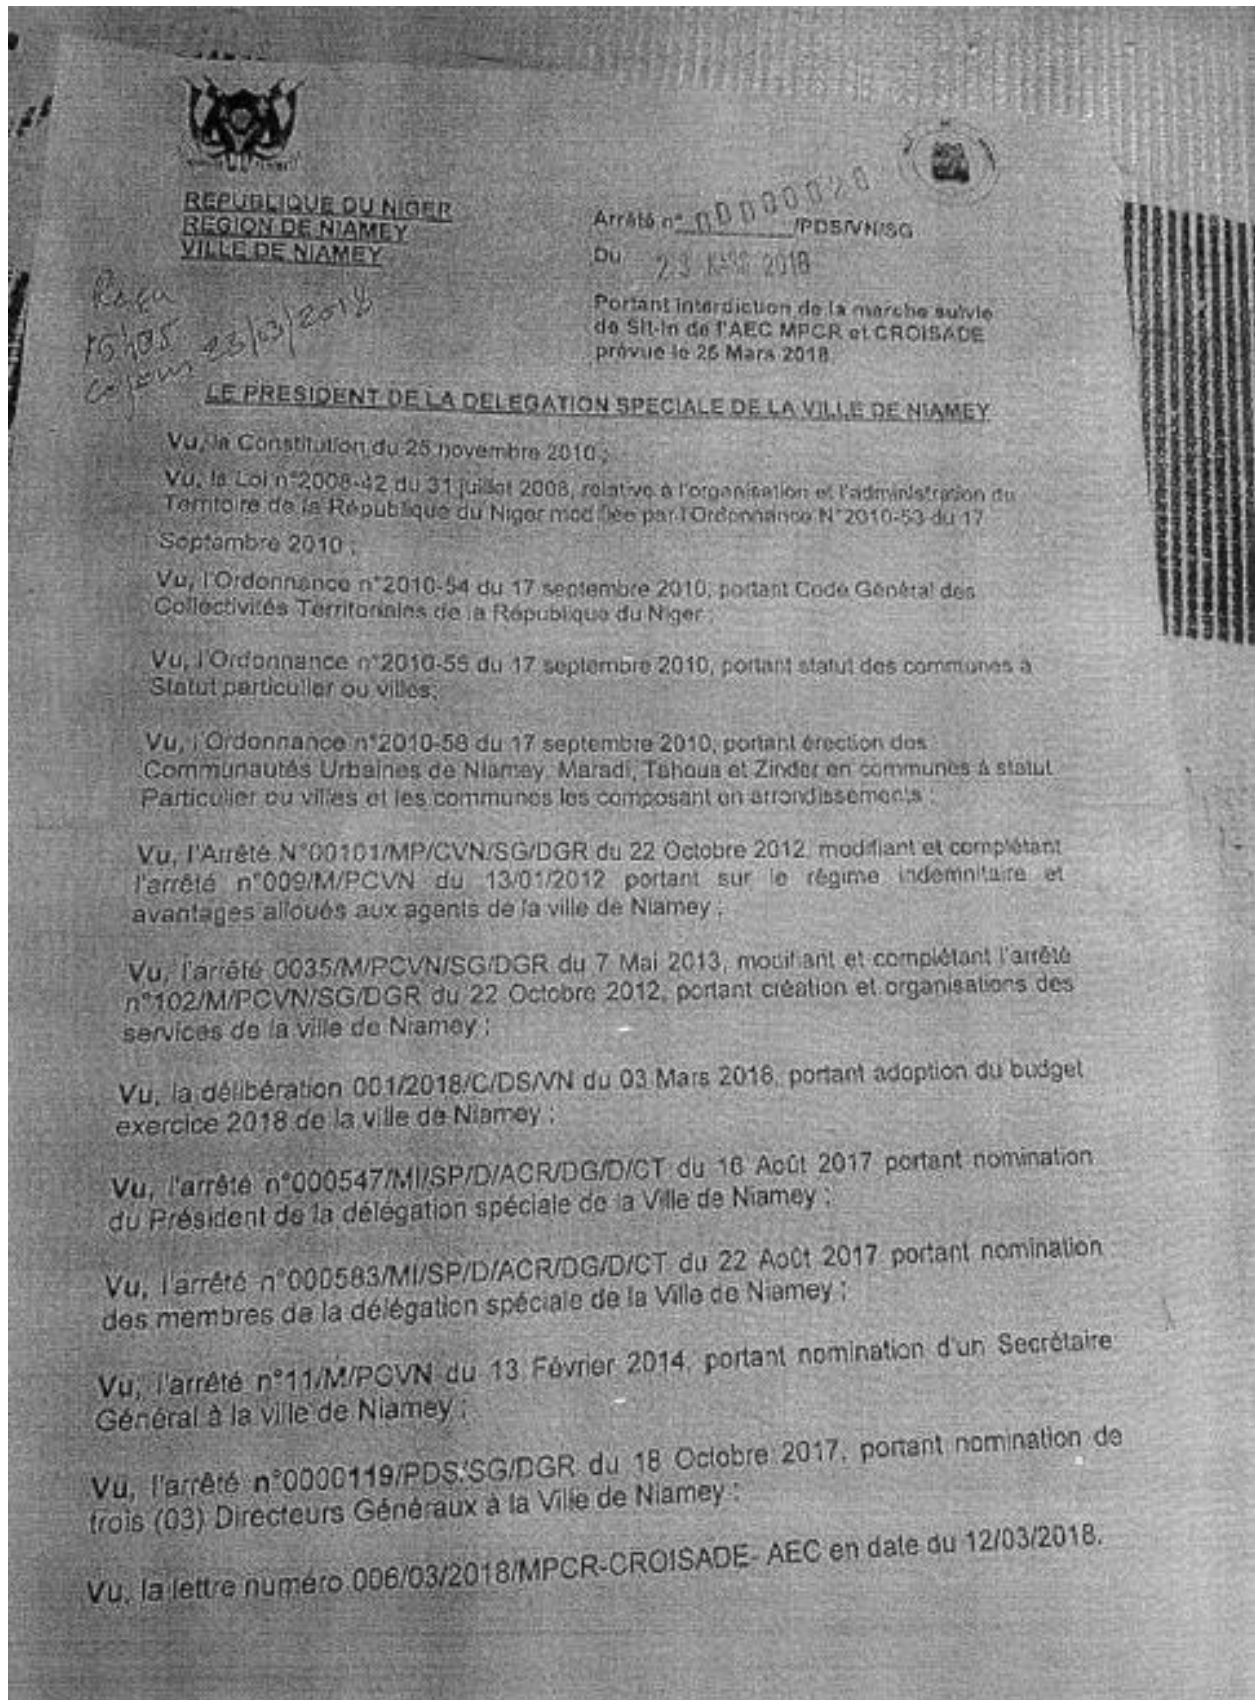 REPUBLIQUE DU NIGER
REGION DE NIAMEY
VILLE DE NIAMEY
Arrêté n° 00000020/PDS/VN/SG
Du 23 MARS 2018
Reçu
ce jour 23/03/2018
Portant interdiction de la marche suivie
de Sit-In de l'AEC MPCR et CROISADE
prévue le 25 Mars 2018
LE PRESIDENT DE LA DELEGATION SPECIALE DE LA VILLE DE NIAMEY
Vu, la Constitution du 25 novembre 2010 ;
Vu, la Loi n°2008-42 du 31 juillet 2008, relative à l'organisation et l'administration du
Territoire de la République du Niger modifiée par l'Ordonnance N°2010-53 du 17
Septembre 2010 ;
Vu, l'Ordonnance n°2010-54 du 17 septembre 2010, portant Code Général des
Collectivités Territoriales de la République du Niger ;
Vu, l'Ordonnance n°2010-55 du 17 septembre 2010, portant statut des communes à
Statut particulier ou villes;
Vu, l'Ordonnance n°2010-56 du 17 septembre 2010, portant érection des
Communautés Urbaines de Niamey, Maradi, Tahoua et Zinder en communes à statut
Particulier ou villes et les communes les composant en arrondissements ;
Vu, l'Arrêté N°00101/MP/CVN/SG/DGR du 22 Octobre 2012, modifiant et complétant
l'arrêté n°009/M/PCVN du 13/01/2012 portant sur le régime indemnitaire et
avantages alloués aux agents de la ville de Niamey ;
Vu, l'arrêté 0035/M/PCVN/SG/DGR du 7 Mai 2013, modifiant et complétant l'arrêté
n°102/M/PCVN/SG/DGR du 22 Octobre 2012, portant création et organisations des
services de la ville de Niamey ;
Vu, la délibération 001/2018/C/DS/VN du 03 Mars 2018, portant adoption du budget
exercice 2018 de la ville de Niamey ;
Vu, l'arrêté n°000547/MI/SP/D/ACR/DG/D/CT du 16 Août 2017 portant nomination
du Président de la délégation spéciale de la Ville de Niamey ;
Vu, l'arrêté n°000583/MI/SP/D/ACR/DG/D/CT du 22 Août 2017 portant nomination
des membres de la délégation spéciale de la Ville de Niamey ;
Vu, l'arrêté n°11/M/PCVN du 13 Février 2014, portant nomination d'un Secrétaire
Général à la ville de Niamey ;
Vu, l'arrêté n°0000119/PDS/SG/DGR du 18 Octobre 2017, portant nomination de
trois (03) Directeurs Généraux à la Ville de Niamey ;
Vu, la lettre numéro 006/03/2018/MPCR-CROISADE- AEC en date du 12/03/2018.